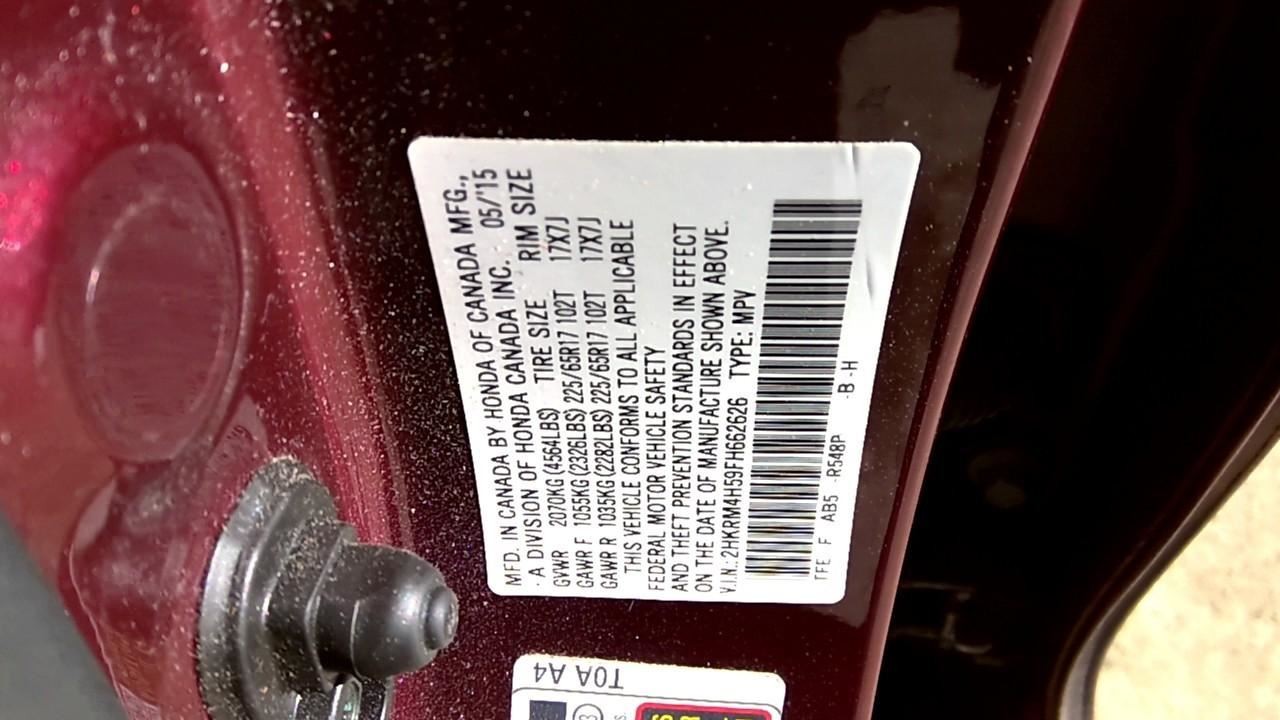 MFD. IN CANADA BY HONDA OF CANADA MFG.,
A DIVISION OF HONDA CANADA INC. 05/'15
GVWR 2070KG (4564LBS) TIRE SIZE RIM SIZE
GAWR F 1055KG (2326LBS) 225/65R17 102T 17X7J
GAWR R 1035KG (2282LBS) 225/65R17 102T 17X7J
THIS VEHICLE CONFORMS TO ALL APPLICABLE
FEDERAL MOTOR VEHICLE SAFETY
AND THEFT PREVENTION STANDARDS IN EFFECT
ON THE DATE OF MANUFACTURE SHOWN ABOVE.
V.I.N.: 2HKRM4H59FH662626 TYPE: MPV
TFE F AB5 -R548P -B -H
T0A A4